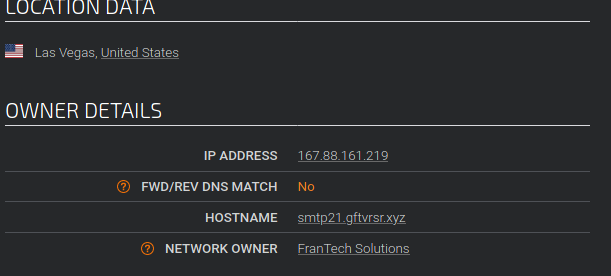 LOCATION DATA
Las Vegas, United States
OWNER DETAILS
IP ADDRESS 167.88.161.219
? FWD/REV DNS MATCH No
HOSTNAME smtp21.gftvrsr.xyz
? NETWORK OWNER FranTech Solutions